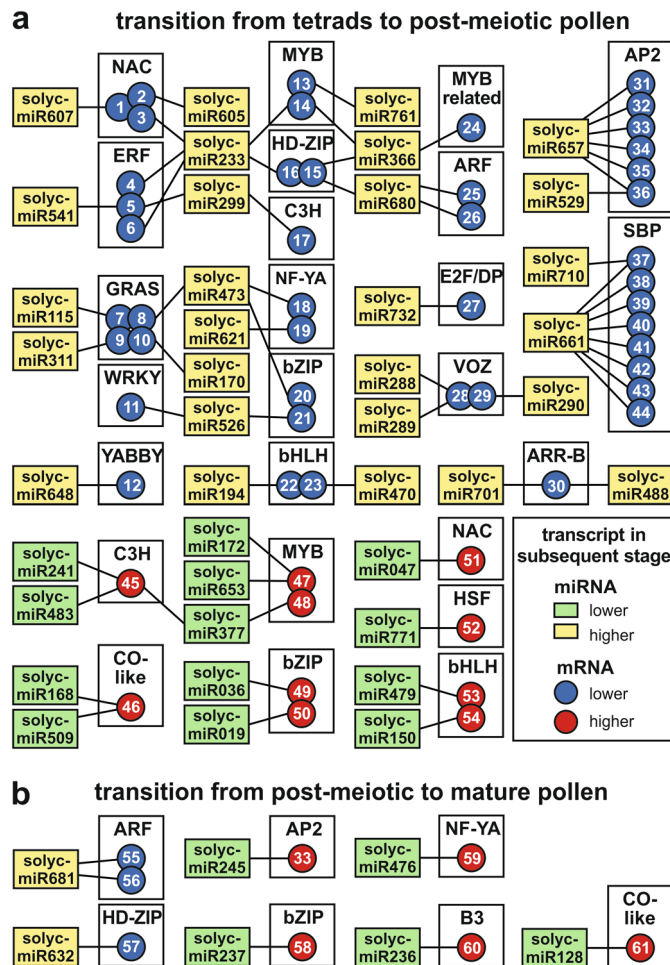 a transition from tetrads to post-meiotic pollen
NAC
MYB
MYB
related
AP2
solyc-
miR607
1
2
3
solyc-
miR605
13
14
solyc-
miR761
24
31
32
33
34
35
36
ERF
solyc-
miR233
HD-ZIP
16
15
solyc-
miR366
solyc-
miR657
solyc-
miR541
4
5
6
solyc-
miR299
C3H
17
solyc-
miR680
ARF
25
26
solyc-
miR529
SBP
GRAS
solyc-
miR473
NF-YA
18
19
E2F/DP
27
solyc-
miR710
37
38
39
40
41
42
43
44
solyc-
miR115
7
8
9
10
solyc-
miR621
solyc-
miR732
solyc-
miR661
solyc-
miR311
solyc-
miR170
bZIP
20
21
solyc-
miR288
VOZ
28
29
solyc-
miR290
WRKY
11
solyc-
miR526
solyc-
miR289
YABBY
bHLH
ARR-B
solyc-
miR648
12
solyc-
miR194
22
23
solyc-
miR470
solyc-
miR701
30
solyc-
miR488
solyc-
miR241
C3H
45
solyc-
miR172
MYB
47
48
solyc-
miR047
NAC
51
solyc-
miR483
solyc-
miR653
solyc-
miR377
solyc-
miR771
HSF
52
transcript in
subsequent stage
miRNA
lower
higher
mRNA
lower
higher
solyc-
miR168
CO-
like
46
solyc-
miR036
bZIP
49
50
solyc-
miR479
bHLH
53
54
solyc-
miR509
solyc-
miR019
solyc-
miR150
b transition from post-meiotic to mature pollen
ARF
AP2
NF-YA
solyc-
miR681
55
56
solyc-
miR245
33
solyc-
miR476
59
HD-ZIP
bZIP
B3
CO-
like
solyc-
miR632
57
solyc-
miR237
58
solyc-
miR236
60
solyc-
miR128
61